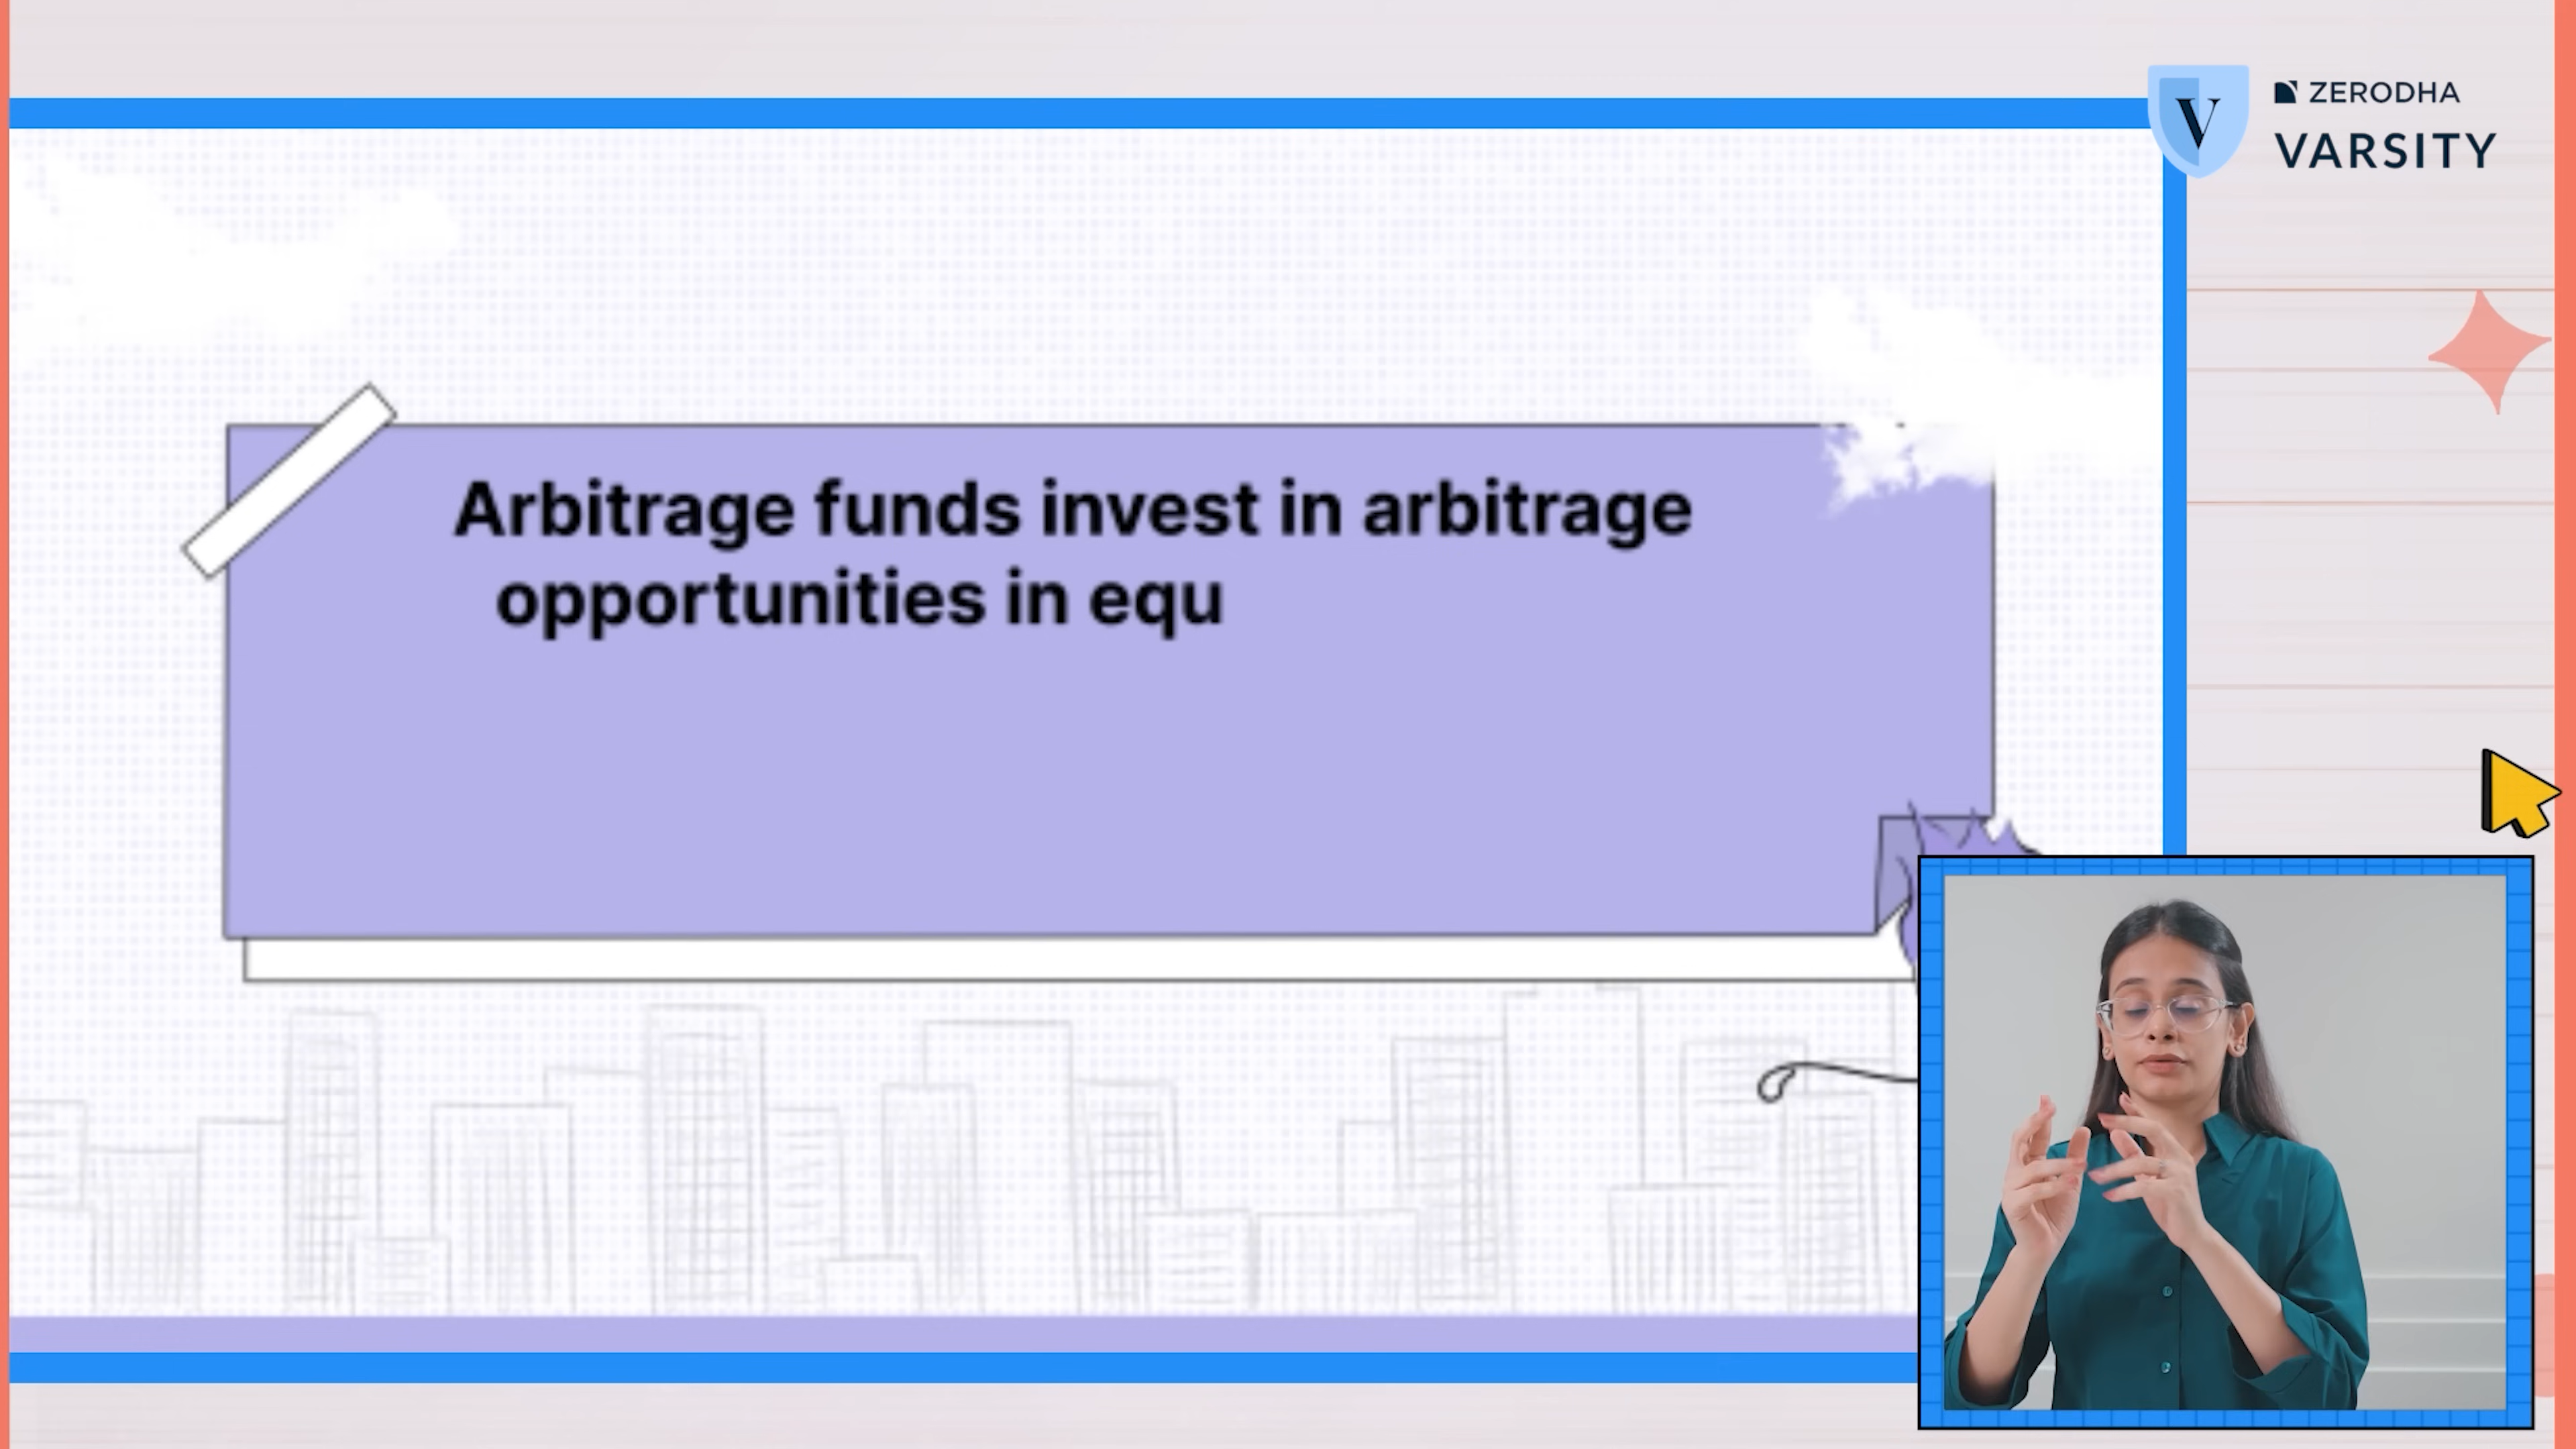 ZERODHA
VARSITY
V
Arbitrage funds invest in arbitrage
opportunities in equ